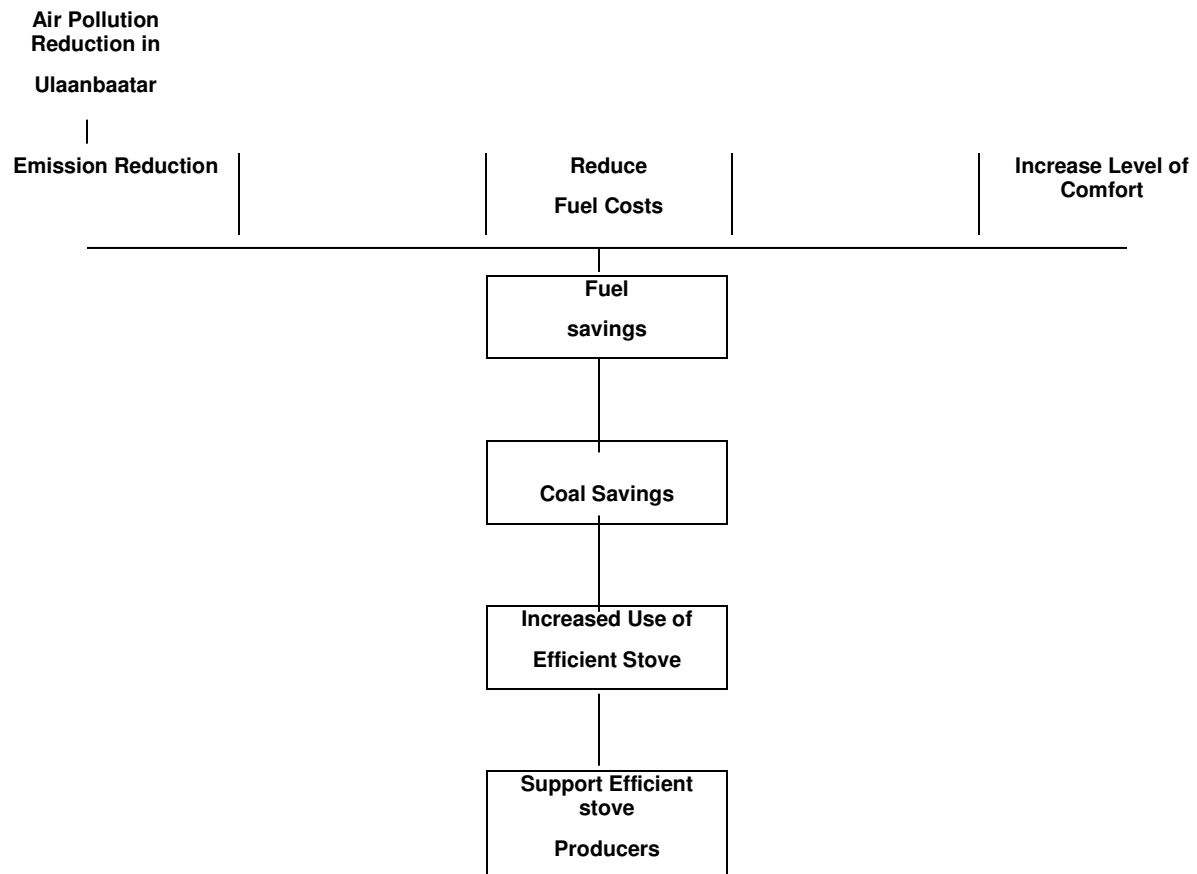 Air Pollution
Reduction in
Ulaanbaatar
Emission Reduction
Reduce
Fuel Costs
Increase Level of
Comfort
Fuel
savings
Coal Savings
Increased Use of
Efficient Stove
Support Efficient
stove
Producers